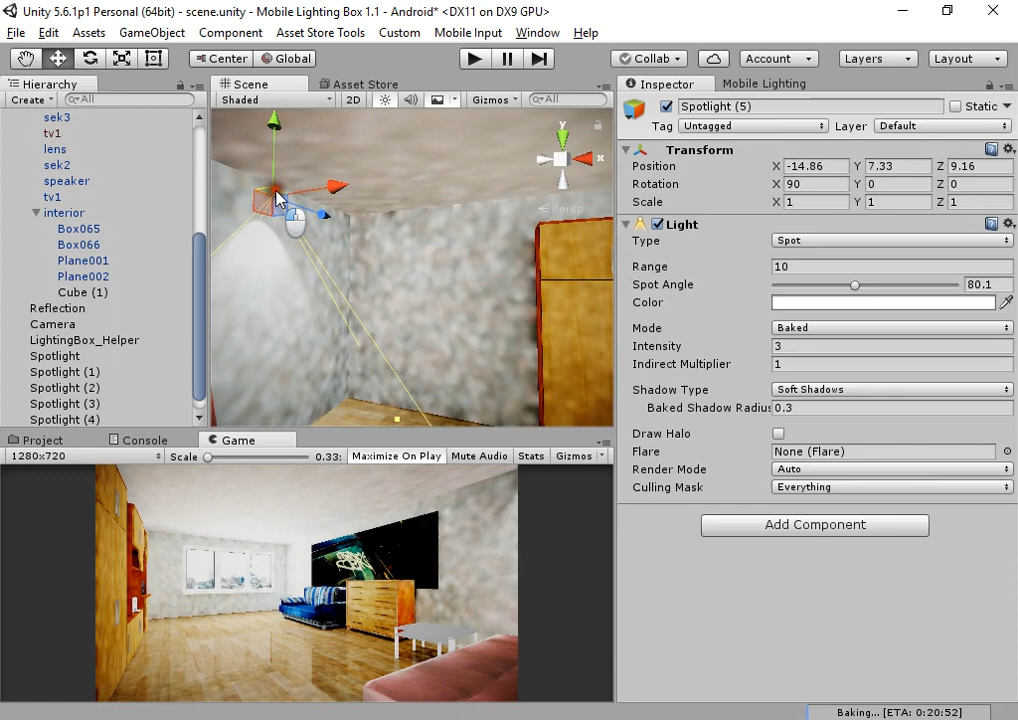 Unity 5.6.1p1 Personal (64bit) - scene.unity - Mobile Lighting Box 1.1 - Android* <DX11 on DX9 GPU>
File Edit Assets GameObject Component Asset Store Tools Custom Mobile Input Window Help
Center Global Collab Account Layers Layout
Hierarchy Scene Asset Store Inspector Mobile Lighting
Create All Shaded 2D Gizmos All Spotlight (5) Static
Tag Untagged Layer Default
sek3
tv1
lens
sek2
speaker
tv1
interior
Box065
Box066
Plane001
Plane002
Cube (1)
Reflection
Camera
LightingBox_Helper
Spotlight
Spotlight (1)
Spotlight (2)
Spotlight (3)
Spotlight (4)
y
x
Persp
Transform
Position X -14.86 Y 7.33 Z 9.16
Rotation X 90 Y 0 Z 0
Scale X 1 Y 1 Z 1
Light
Type Spot
Range 10
Spot Angle 80.1
Color
Mode Baked
Intensity 3
Indirect Multiplier 1
Shadow Type Soft Shadows
Baked Shadow Radius 0.3
Draw Halo
Flare None (Flare)
Render Mode Auto
Culling Mask Everything
Add Component
Project Console Game
1280x720 Scale 0.33: Maximize On Play Mute Audio Stats Gizmos
Baking... [ETA: 0:20:52]